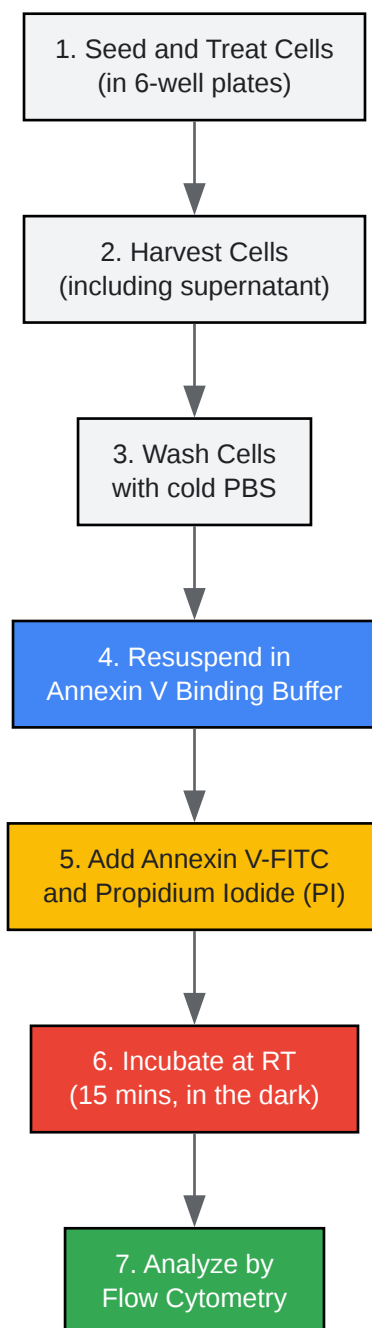 1. Seed and Treat Cells
(in 6-well plates)
2. Harvest Cells
(including supernatant)
3. Wash Cells
with cold PBS
4. Resuspend in
Annexin V Binding Buffer
5. Add Annexin V-FITC
and Propidium Iodide (PI)
6. Incubate at RT
(15 mins, in the dark)
7. Analyze by
Flow Cytometry